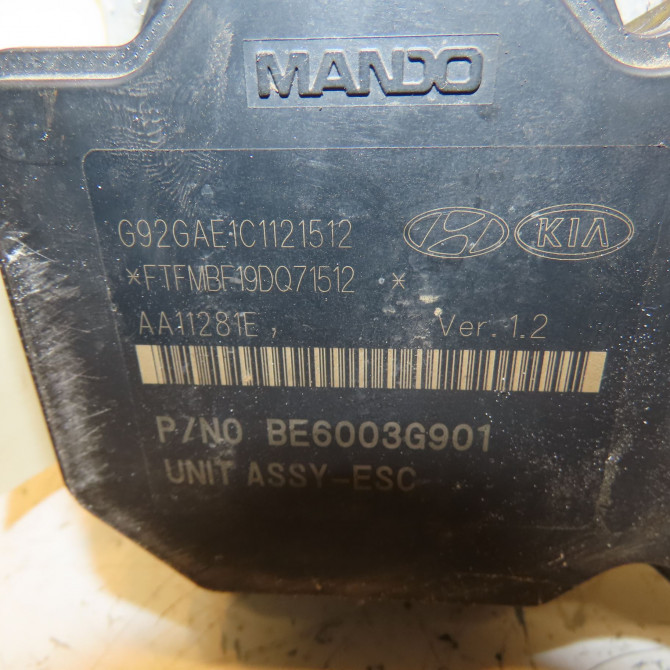 MANDO
G92GAE1C1121512
KIA
*FTFMBF19DQ71512 *
AA11281E, Ver.1.2
P/NO BE6003G901
UNIT ASSY-ESC